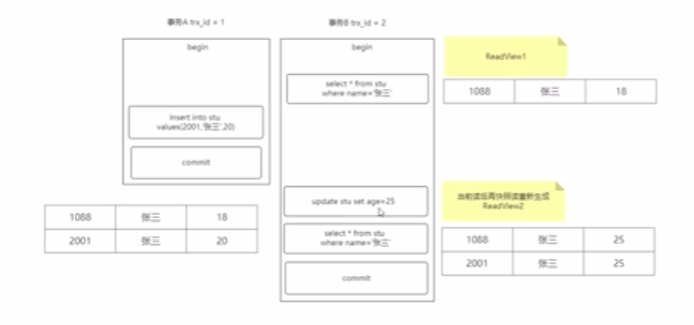 事务A trx_id = 1
事务B trx_id = 2
begin
begin
ReadView1
select * from stu
where name='张三'
1088 张三 18
insert into stu
values(2001,'张三',20)
commit
update stu set age=25
当前读后再快照读重新生成
ReadView2
1088 张三 18
2001 张三 20
select * from stu
where name='张三'
1088 张三 25
2001 张三 25
commit